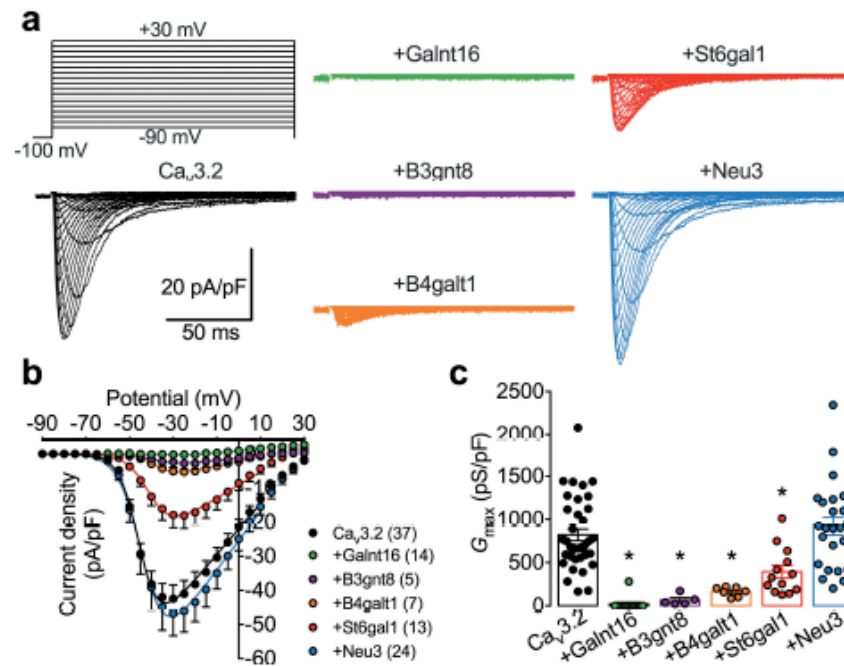 a
+30 mV
-90 mV
-100 mV
+Galnt16
+St6gal1
Caᵥ3.2
+B3gnt8
+Neu3
20 pA/pF
50 ms
+B4galt1
b
Potential (mV)
-90 -70 -50 -30 -10 10 30
-20
-30
-40
-50
-60
Current density
(pA/pF)
Caᵥ3.2 (37)
+Galnt16 (14)
+B3gnt8 (5)
+B4galt1 (7)
+St6gal1 (13)
+Neu3 (24)
c
Gmax (pS/pF)
2500
2000
1500
1000
500
0
* * * *
Caᵥ3.2
+Galnt16
+B3gnt8
+B4galt1
+St6gal1
+Neu3